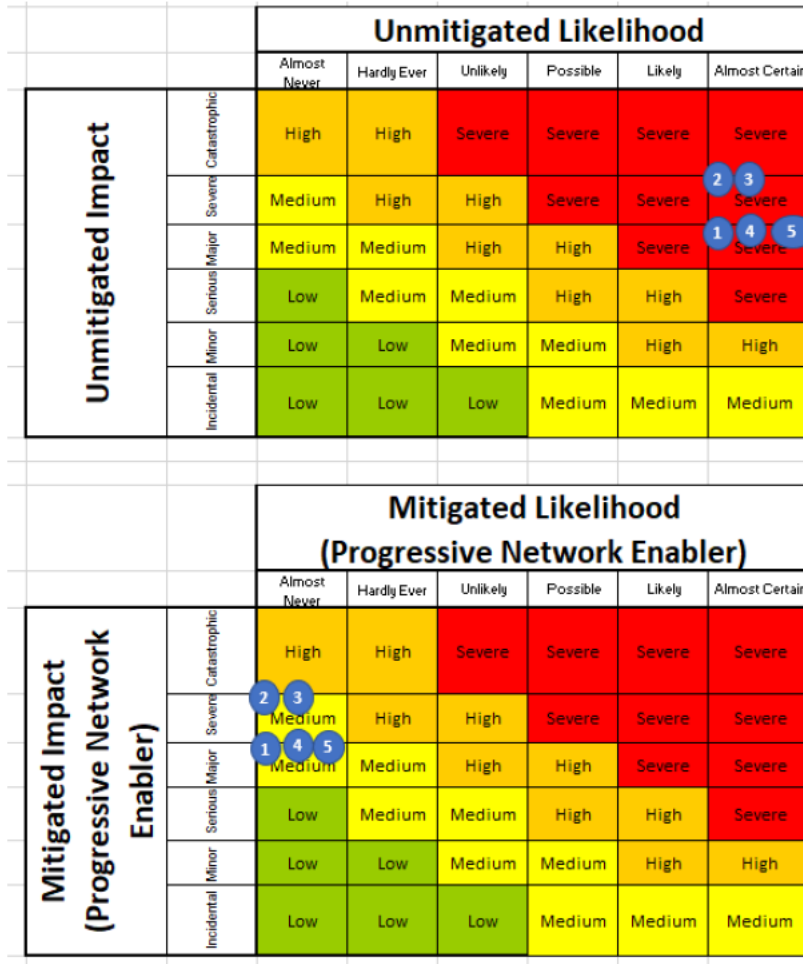 Unmitigated Likelihood
Almost Never Hardly Ever Unlikely Possible Likely Almost Certain
Unmitigated Impact
Catastrophic High High Severe Severe Severe Severe
2 3
Severe Medium High High Severe Severe Severe
1 4 5
Major Medium Medium High High Severe Severe
Serious Low Medium Medium High High Severe
Minor Low Low Medium Medium High High
Incidental Low Low Low Medium Medium Medium
Mitigated Likelihood
(Progressive Network Enabler)
Almost Never Hardly Ever Unlikely Possible Likely Almost Certain
Mitigated Impact
(Progressive Network
Enabler)
Catastrophic High High Severe Severe Severe Severe
2 3
Severe Medium High High Severe Severe Severe
1 4 5
Major Medium Medium High High Severe Severe
Serious Low Medium Medium High High Severe
Minor Low Low Medium Medium High High
Incidental Low Low Low Medium Medium Medium